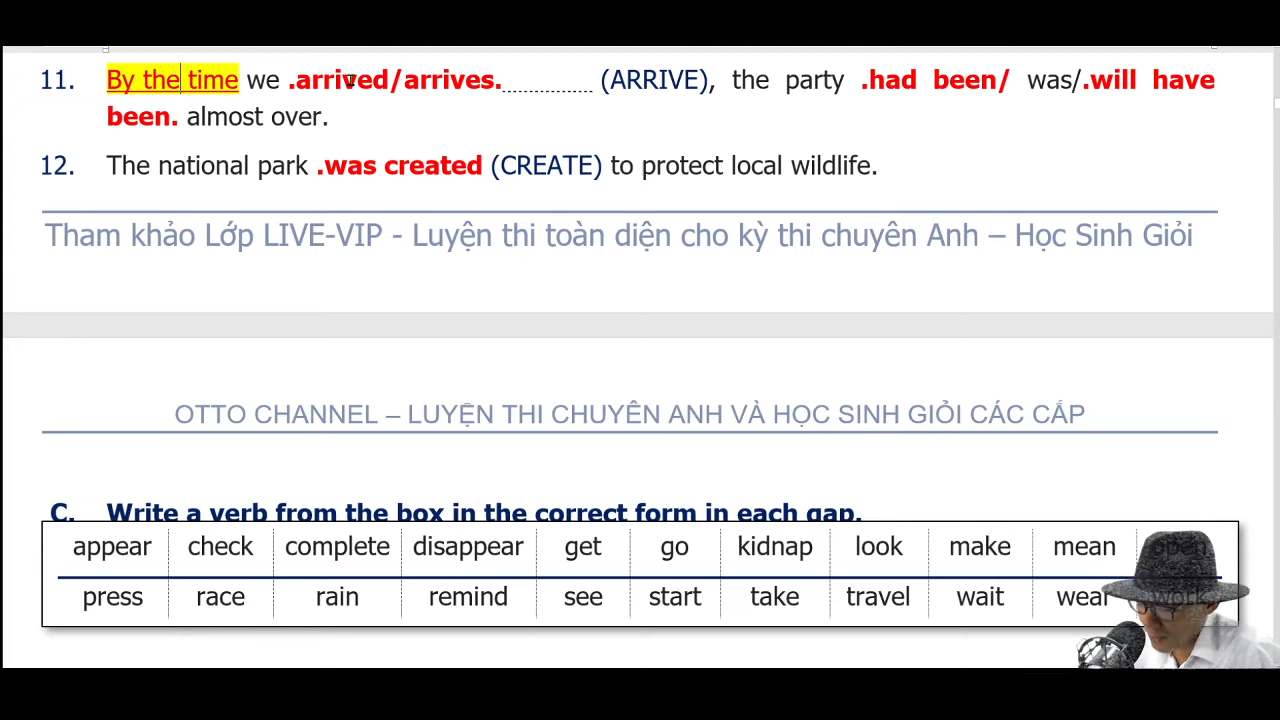 11. By the time we .arrived/arrives............... (ARRIVE), the party .had been/ was/.will have
been. almost over.
12. The national park .was created (CREATE) to protect local wildlife.
Tham khảo Lớp LIVE-VIP - Luyện thi toàn diện cho kỳ thi chuyên Anh – Học Sinh Giỏi
OTTO CHANNEL – LUYỆN THI CHUYÊN ANH VÀ HỌC SINH GIỎI CÁC CẤP
C. Write a verb from the box in the correct form in each gap.
appear check complete disappear get go kidnap look make mean open
press race rain remind see start take travel wait wear work